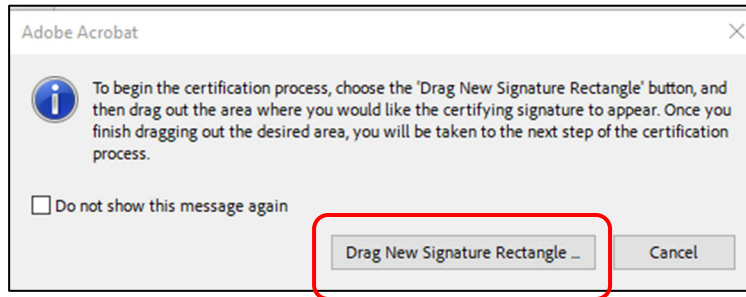 Adobe Acrobat
To begin the certification process, choose the 'Drag New Signature Rectangle' button, and
then drag out the area where you would like the certifying signature to appear. Once you
finish dragging out the desired area, you will be taken to the next step of the certification
process.
Do not show this message again
Drag New Signature Rectangle ...
Cancel